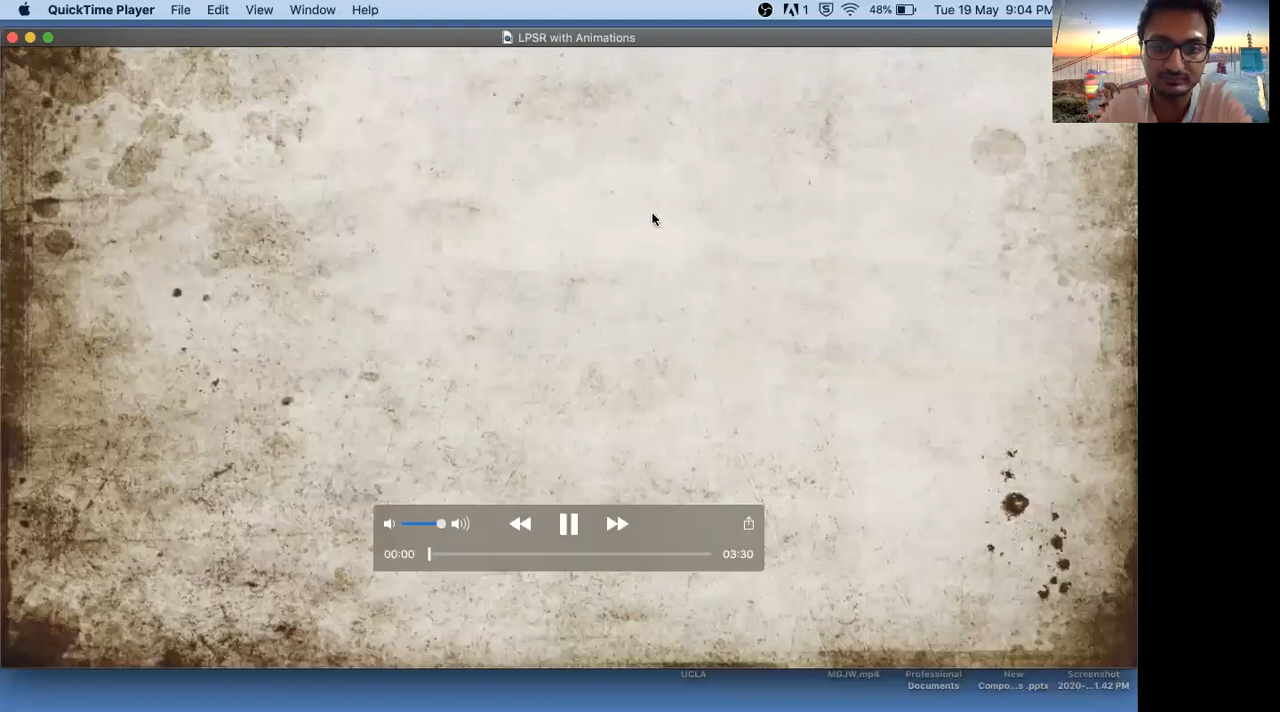 QuickTime Player File Edit View Window Help 1 48% Tue 19 May 9:04 PM
LPSR with Animations
00:00 03:30
UCLA MGJW.mp4 Professional Documents New Compo...s .pptx Screenshot 2020-...1.42 PM